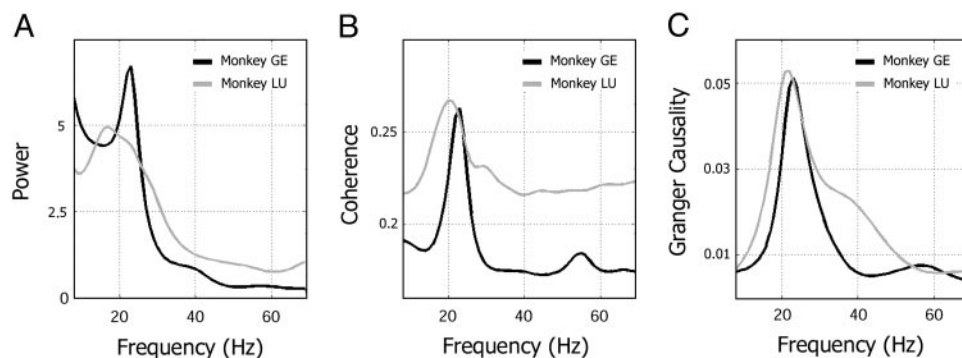 A
Power
5
2.5
0
20
40
60
Frequency (Hz)
Monkey GE
Monkey LU
B
Coherence
0.25
0.2
20
40
60
Frequency (Hz)
Monkey GE
Monkey LU
C
Granger Causality
0.05
0.03
0.01
20
40
60
Frequency (Hz)
Monkey GE
Monkey LU